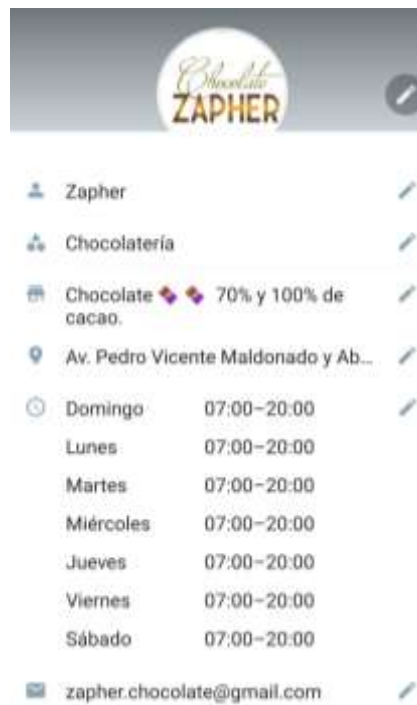 Chocolate
ZAPHER
Zapher
Chocolatería
Chocolate 🍫 🍫 70% y 100% de
cacao.
Av. Pedro Vicente Maldonado y Ab...
Domingo 07:00–20:00
Lunes 07:00–20:00
Martes 07:00–20:00
Miércoles 07:00–20:00
Jueves 07:00–20:00
Viernes 07:00–20:00
Sábado 07:00–20:00
zapher.chocolate@gmail.com